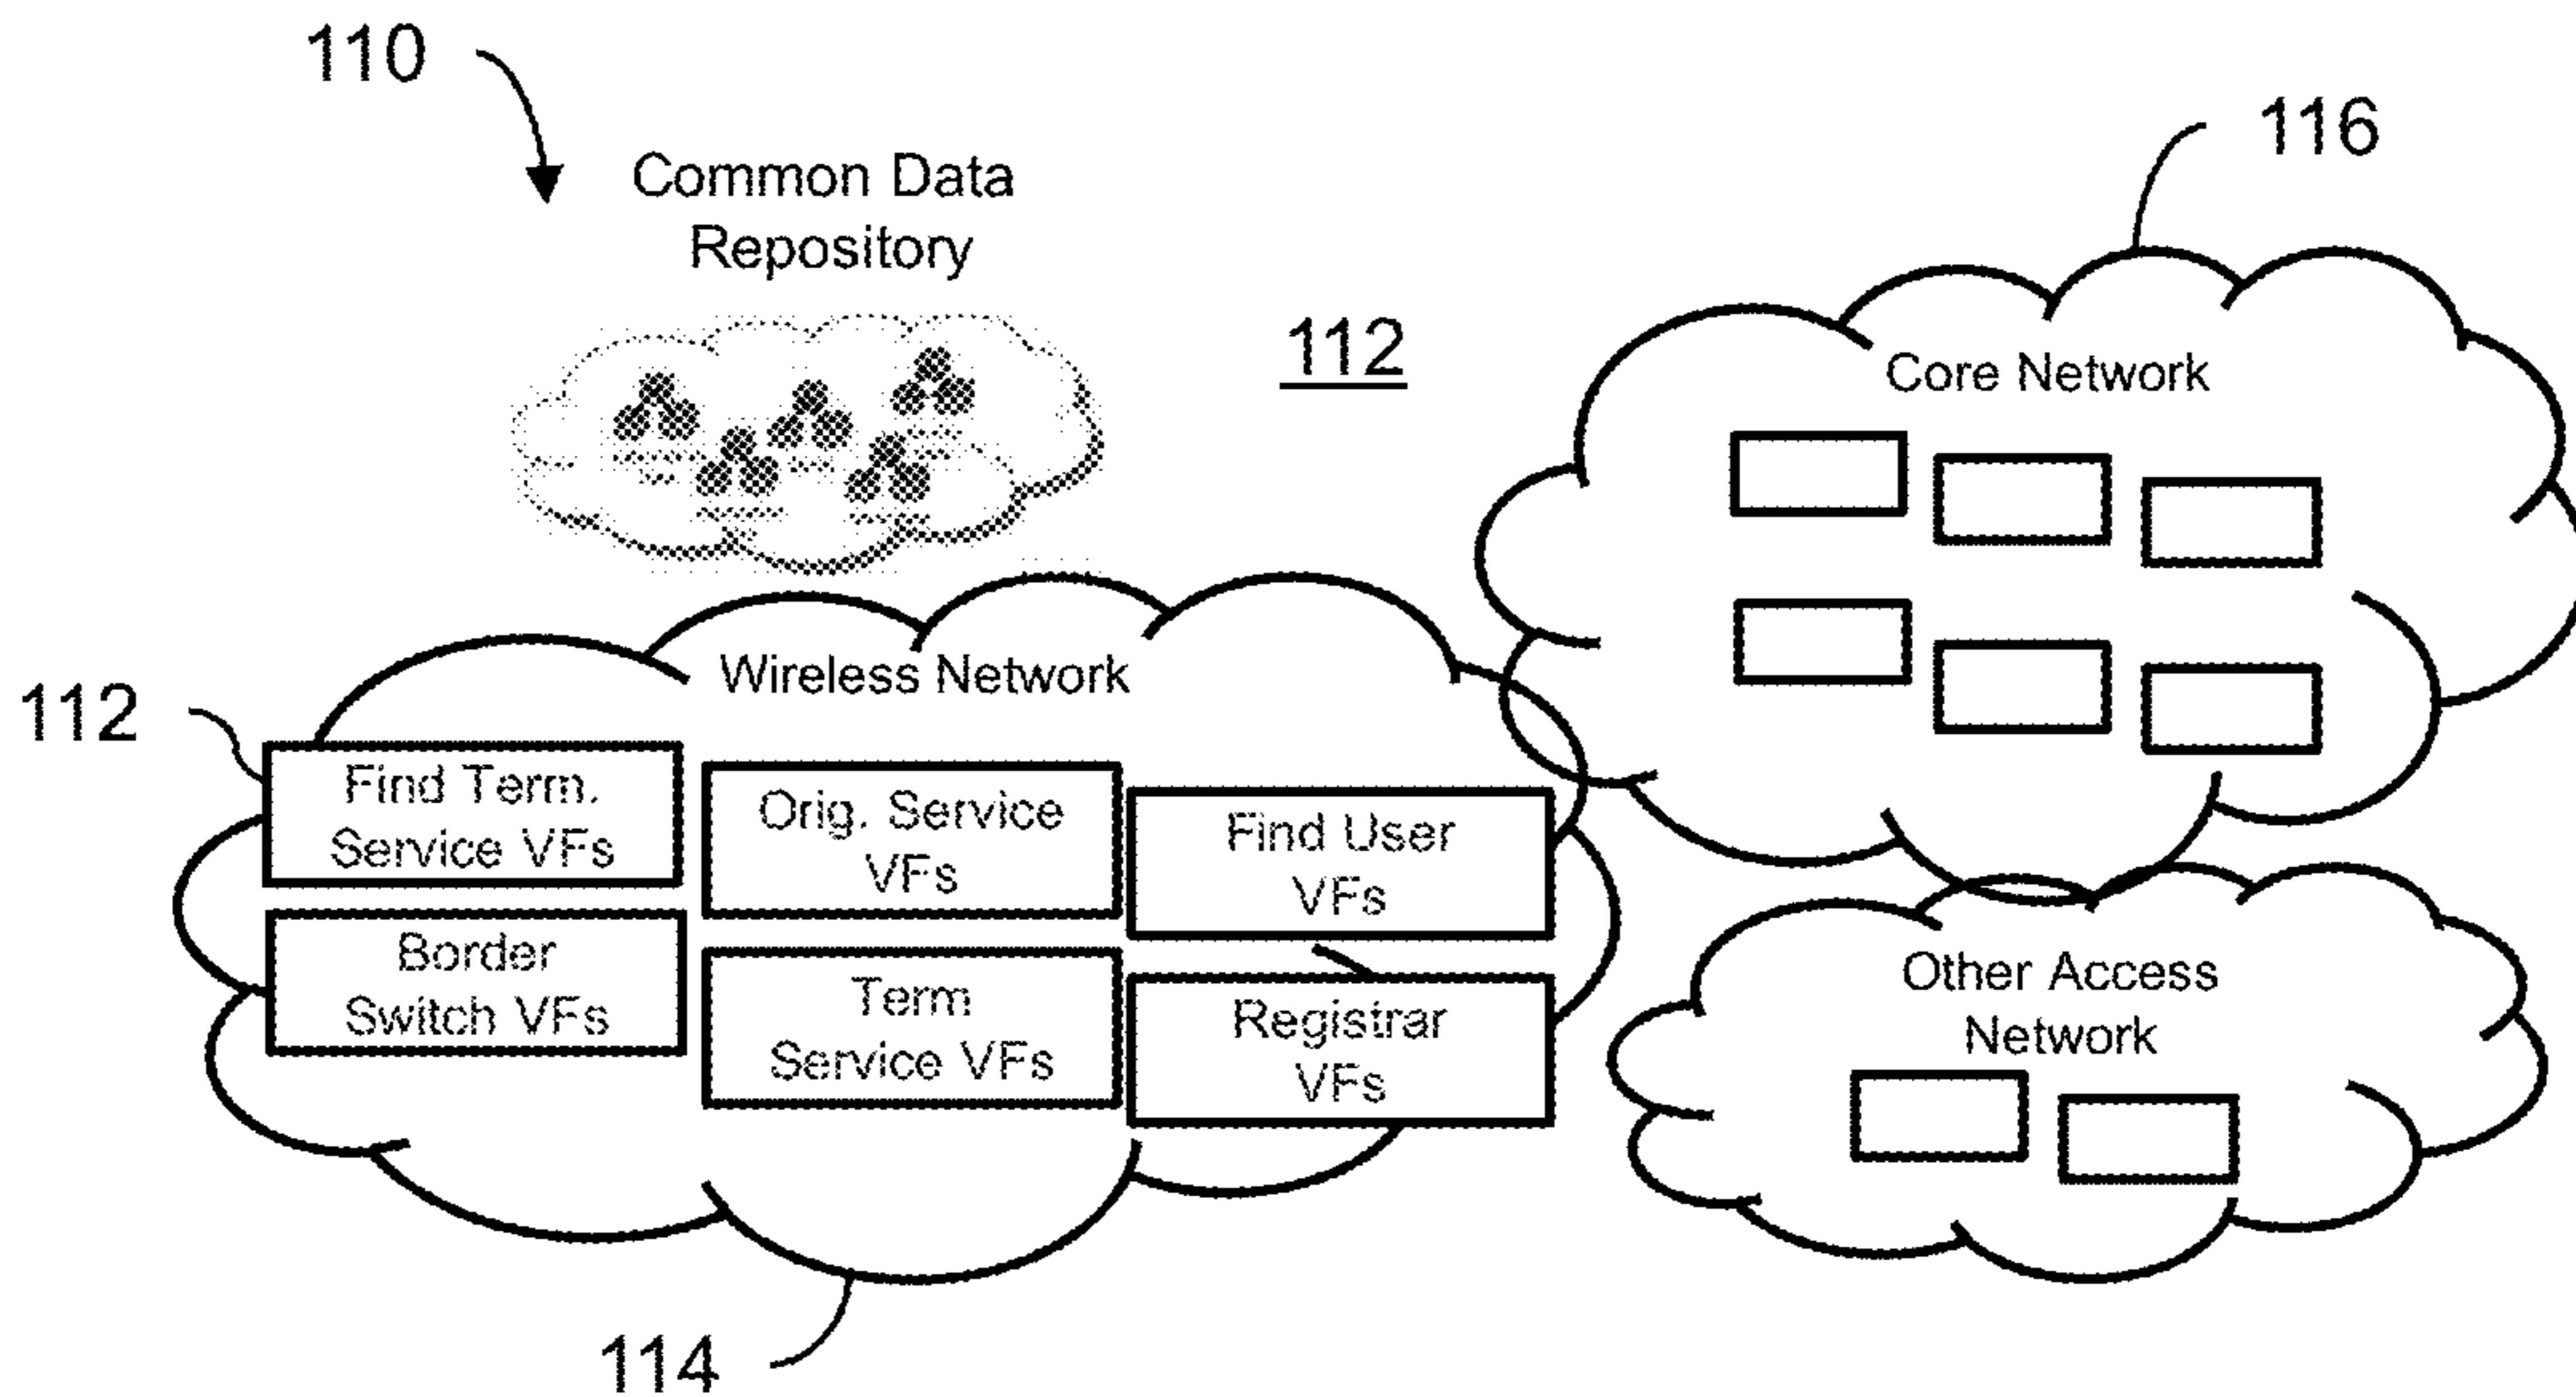 110
116
Common Data
Repository
112
Core Network
Wireless Network
112
Find Term.
Service VFs
Orig. Service
VFs
Find User
VFs
Border
Switch VFs
Term
Service VFs
Registrar
VFs
Other Access
Network
114